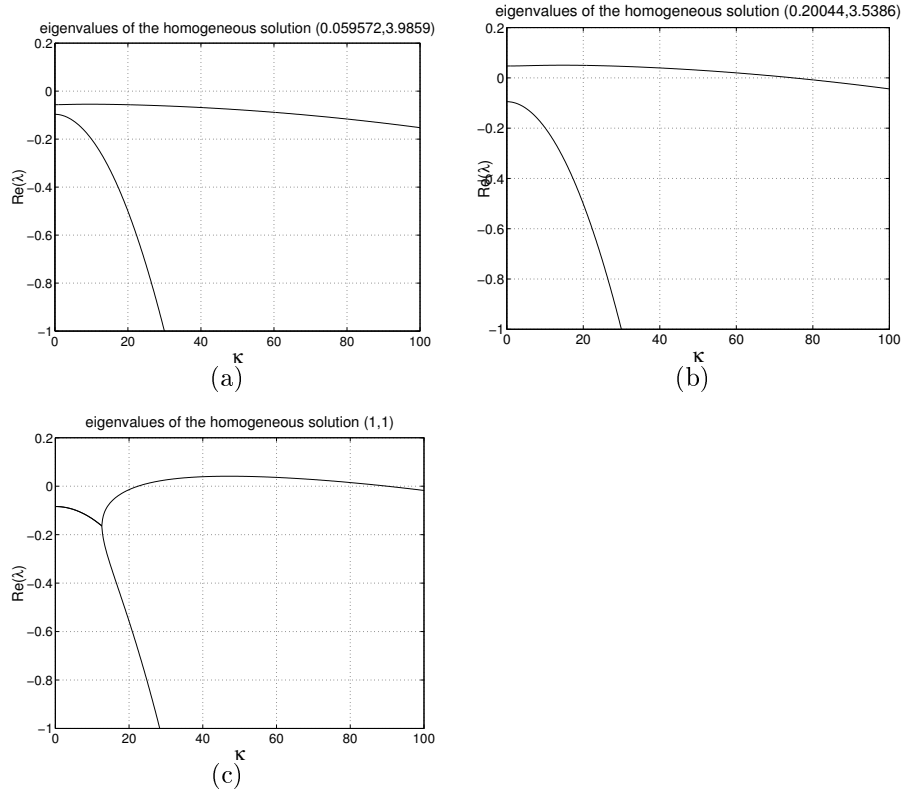 eigenvalues of the homogeneous solution (0.059572,3.9859)
0.2
0
−0.2
−0.4
−0.6
−0.8
−1
Re(λ)
0 20 40 60 80 100
κ
(a)
eigenvalues of the homogeneous solution (0.20044,3.5386)
0.2
0
−0.2
−0.4
−0.6
−0.8
−1
Re(λ)
0 20 40 60 80 100
κ
(b)
eigenvalues of the homogeneous solution (1,1)
0.2
0
−0.2
−0.4
−0.6
−0.8
−1
Re(λ)
0 20 40 60 80 100
κ
(c)